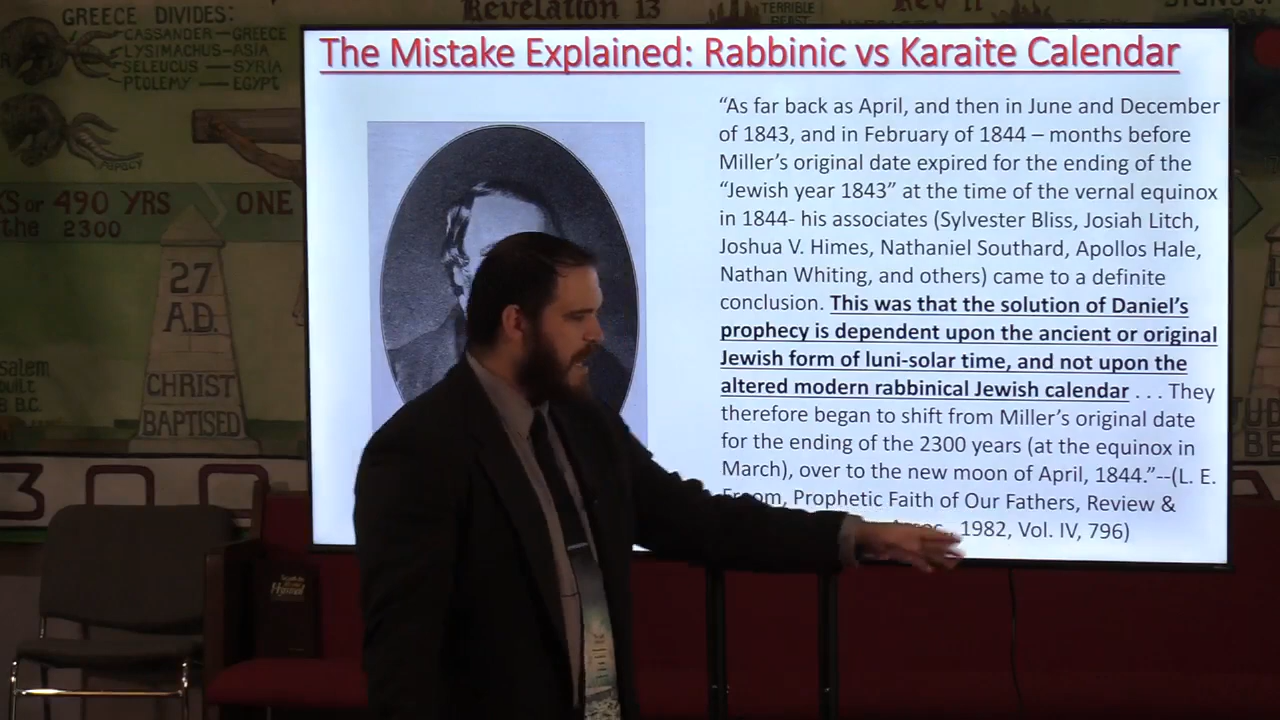 GREECE DIVIDES:
CASSANDER — GREECE
LYSIMACHUS — ASIA
SELEUCUS — SYRIA
PTOLEMY — EGYPT
PAPACY
Revelation 13
TERRIBLE
BEAST
The Mistake Explained: Rabbinic vs Karaite Calendar
“As far back as April, and then in June and December
of 1843, and in February of 1844 – months before
Miller’s original date expired for the ending of the
“Jewish year 1843” at the time of the vernal equinox
in 1844- his associates (Sylvester Bliss, Josiah Litch,
Joshua V. Himes, Nathaniel Southard, Apollos Hale,
Nathan Whiting, and others) came to a definite
conclusion. This was that the solution of Daniel’s
prophecy is dependent upon the ancient or original
Jewish form of luni-solar time, and not upon the
altered modern rabbinical Jewish calendar . . . They
therefore began to shift from Miller’s original date
for the ending of the 2300 years (at the equinox in
March), over to the new moon of April, 1844.”--(L. E.
Froom, Prophetic Faith of Our Fathers, Review &
1982, Vol. IV, 796)
OR 490 YRS
the 2300
ONE
27
A.D.
CHRIST
BAPTISED
B.C.
300
Hymnal